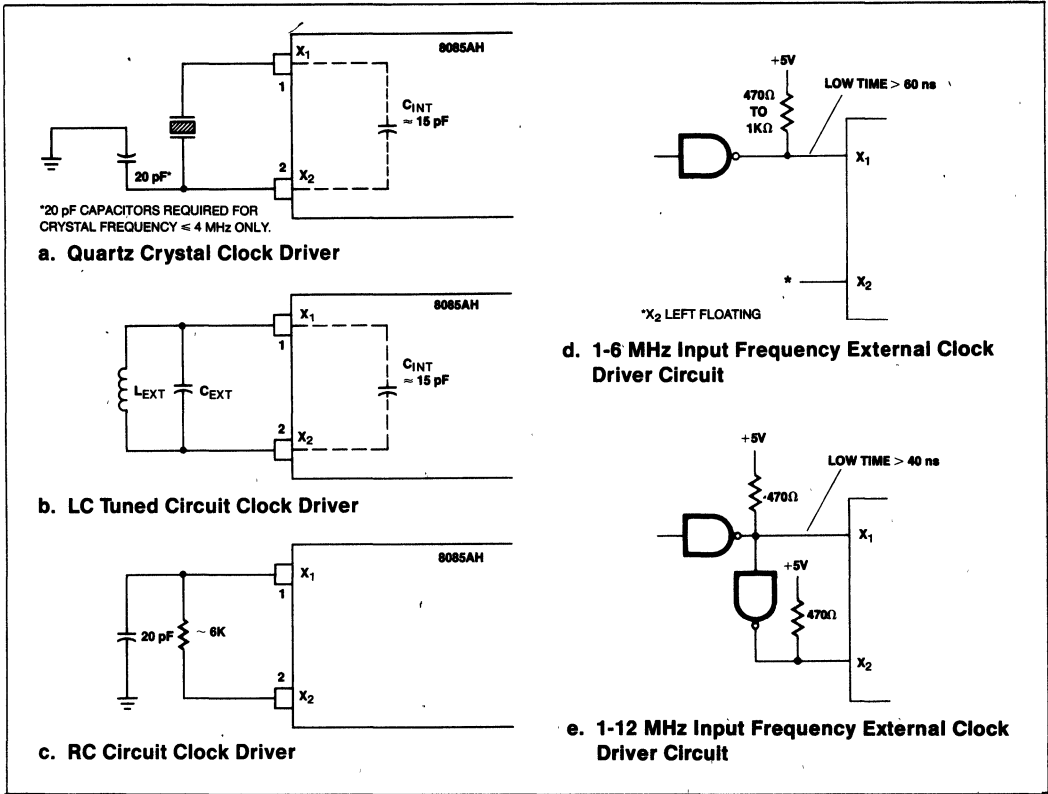 8085AH
X1
1
CINT
≈ 15 pF
20 pF*
2
X2
*20 pF CAPACITORS REQUIRED FOR
CRYSTAL FREQUENCY ≤ 4 MHz ONLY.
a. Quartz Crystal Clock Driver
8085AH
X1
1
CINT
≈ 15 pF
LEXT
CEXT
2
X2
b. LC Tuned Circuit Clock Driver
8085AH
X1
1
20 pF
~ 6K
2
X2
c. RC Circuit Clock Driver
+5V
LOW TIME > 60 ns
470Ω
TO
1KΩ
X1
*
X2
*X2 LEFT FLOATING
d. 1-6 MHz Input Frequency External Clock
Driver Circuit
+5V
LOW TIME > 40 ns
470Ω
X1
+5V
470Ω
X2
e. 1-12 MHz Input Frequency External Clock
Driver Circuit